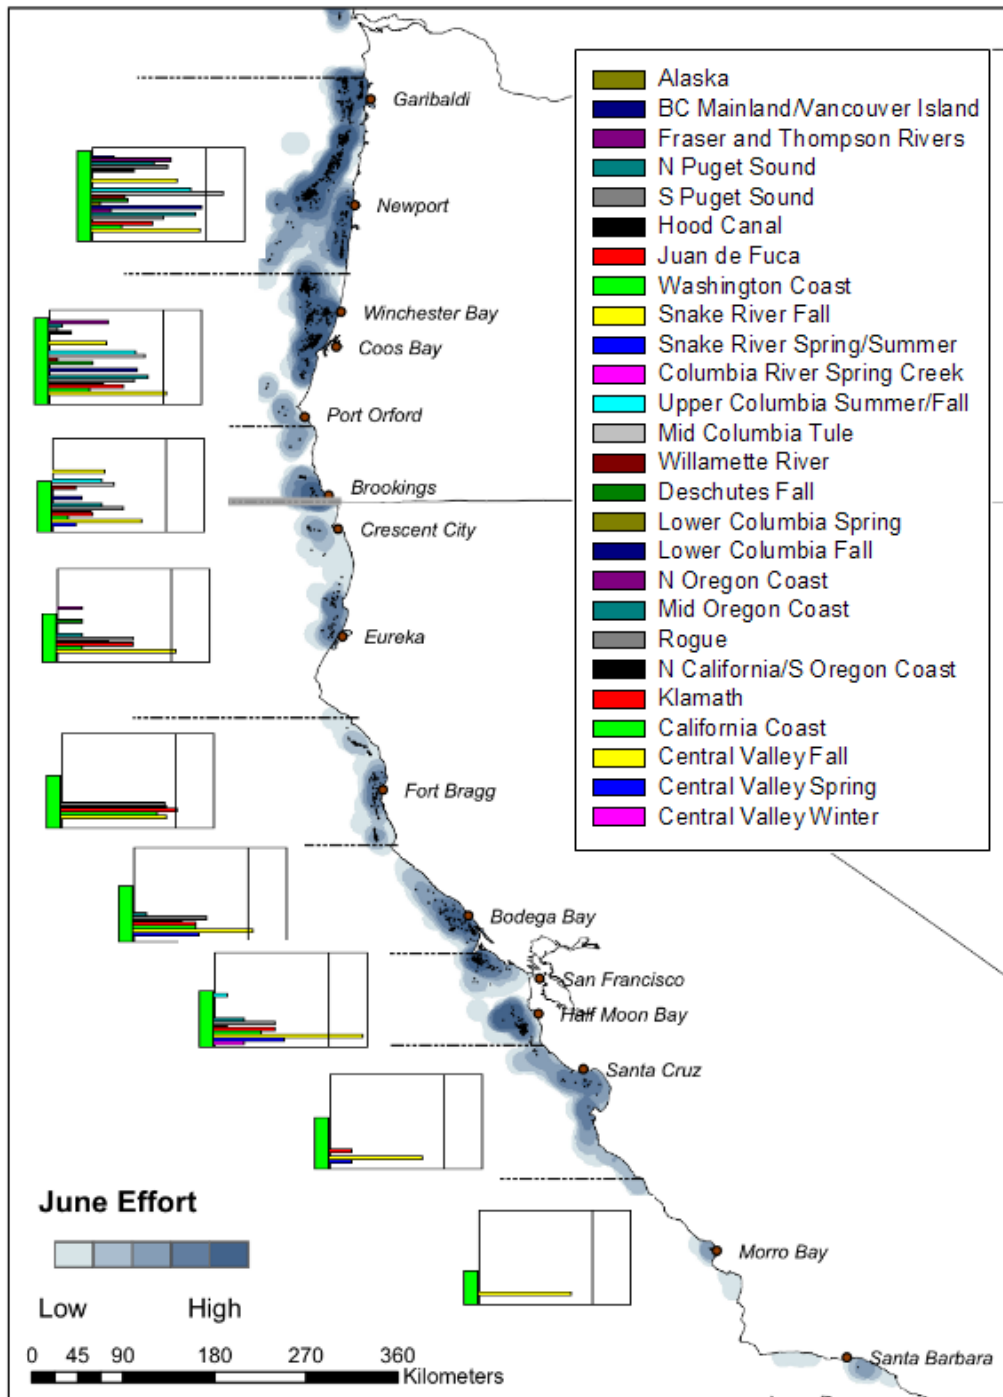 Garibaldi
Newport
Winchester Bay
Coos Bay
Port Orford
Brookings
Crescent City
Eureka
Fort Bragg
Bodega Bay
San Francisco
Half Moon Bay
Santa Cruz
Morro Bay
Santa Barbara
Alaska
BC Mainland/Vancouver Island
Fraser and Thompson Rivers
N Puget Sound
S Puget Sound
Hood Canal
Juan de Fuca
Washington Coast
Snake River Fall
Snake River Spring/Summer
Columbia River Spring Creek
Upper Columbia Summer/Fall
Mid Columbia Tule
Willamette River
Deschutes Fall
Lower Columbia Spring
Lower Columbia Fall
N Oregon Coast
Mid Oregon Coast
Rogue
N California/S Oregon Coast
Klamath
California Coast
Central Valley Fall
Central Valley Spring
Central Valley Winter
June Effort
Low High
0 45 90 180 270 360
Kilometers